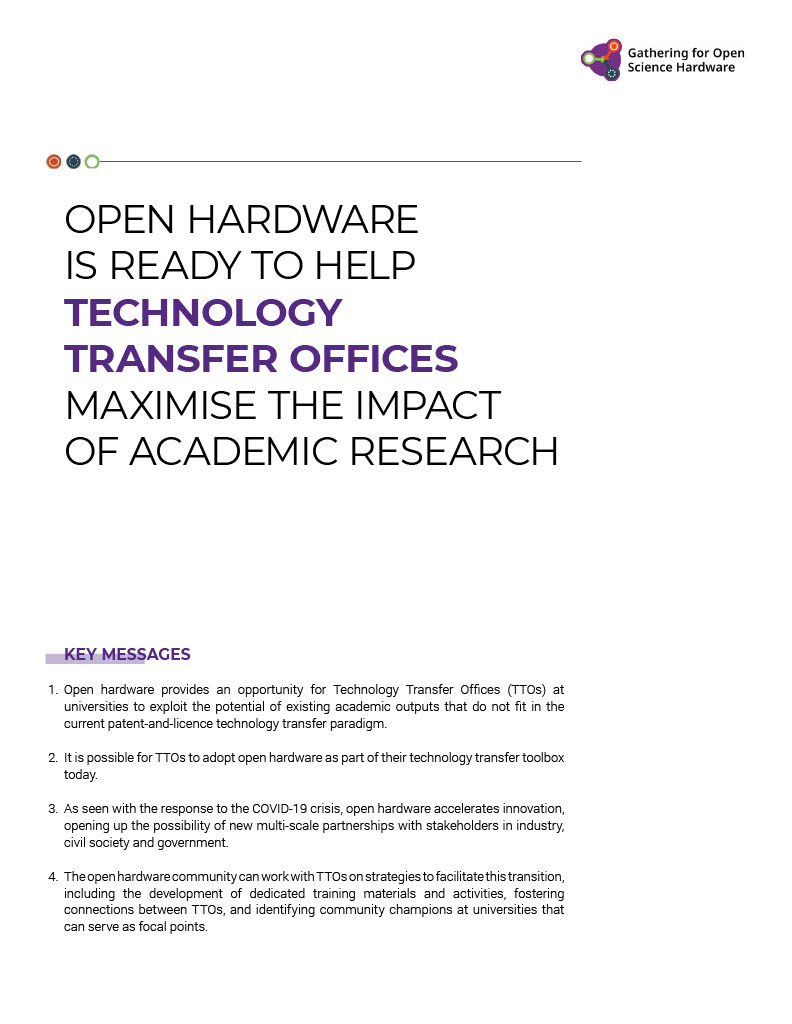 Gathering for Open
Science Hardware
OPEN HARDWARE
IS READY TO HELP
TECHNOLOGY
TRANSFER OFFICES
MAXIMISE THE IMPACT
OF ACADEMIC RESEARCH
KEY MESSAGES
1. Open hardware provides an opportunity for Technology Transfer Offices (TTOs) at
universities to exploit the potential of existing academic outputs that do not fit in the
current patent-and-licence technology transfer paradigm.
2. It is possible for TTOs to adopt open hardware as part of their technology transfer toolbox
today.
3. As seen with the response to the COVID-19 crisis, open hardware accelerates innovation,
opening up the possibility of new multi-scale partnerships with stakeholders in industry,
civil society and government.
4. The open hardware community can work with TTOs on strategies to facilitate this transition,
including the development of dedicated training materials and activities, fostering
connections between TTOs, and identifying community champions at universities that
can serve as focal points.